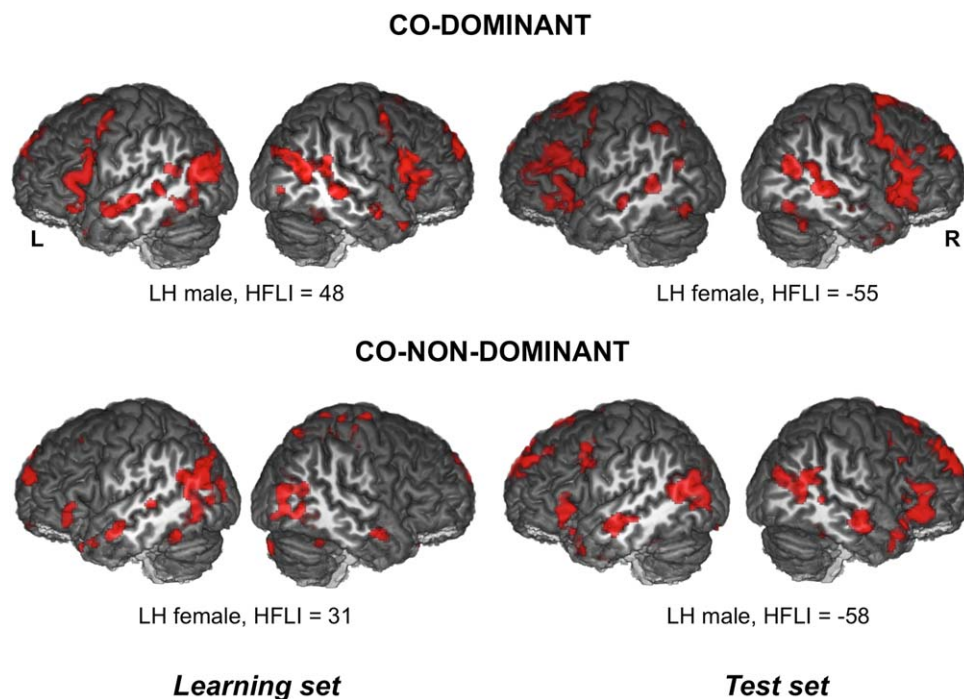 CO-DOMINANT
L
R
LH male, HFLI = 48
LH female, HFLI = -55
CO-NON-DOMINANT
LH female, HFLI = 31
LH male, HFLI = -58
Learning set
Test set